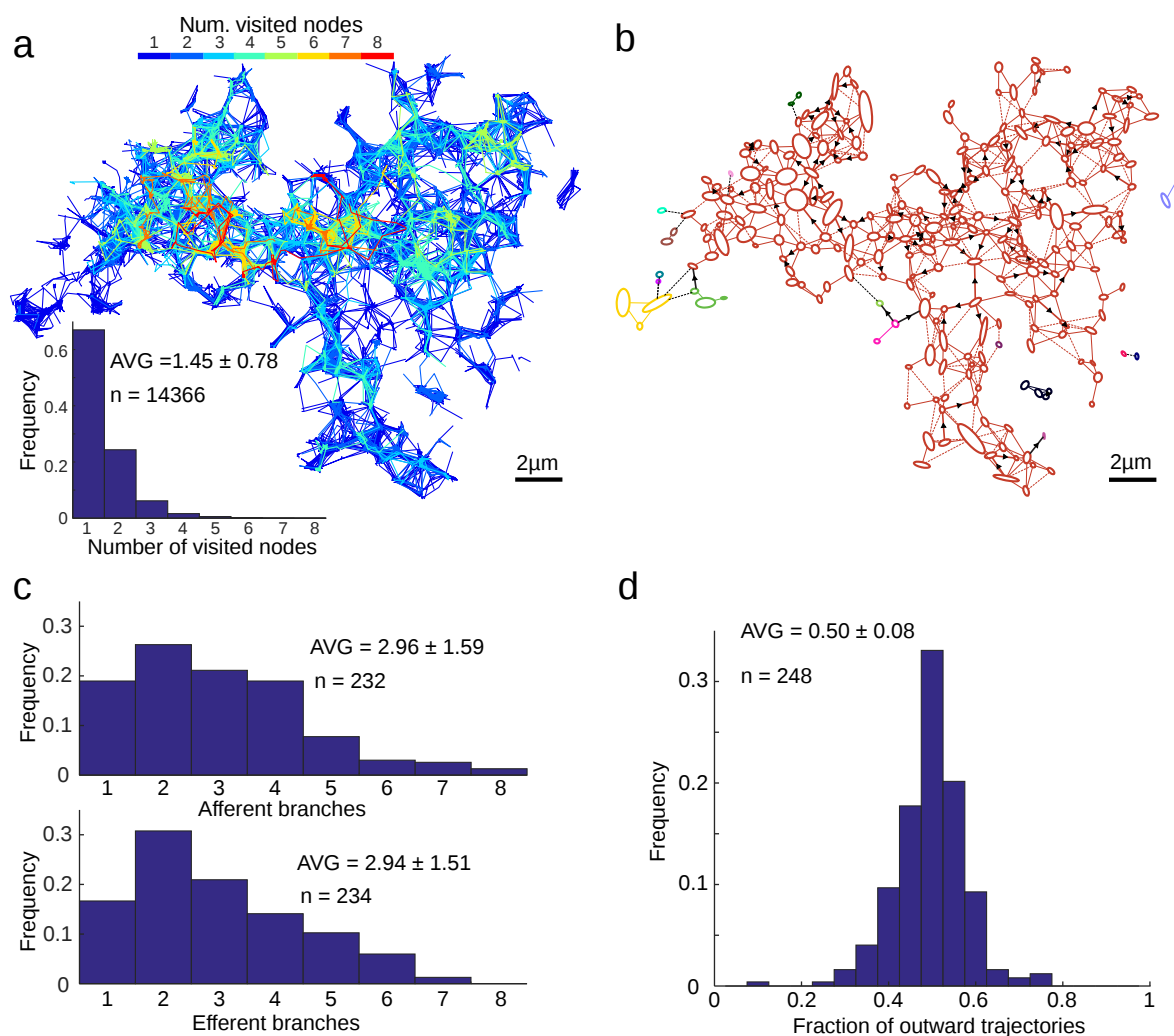 a
Num. visited nodes
1 2 3 4 5 6 7 8
0.6
0.4
0.2
0
Frequency
AVG =1.45 ± 0.78
n = 14366
1 2 3 4 5 6 7 8
Number of visited nodes
2µm
b
2µm
c
0.3
0.2
0.1
0
Frequency
AVG = 2.96 ± 1.59
n = 232
1 2 3 4 5 6 7 8
Afferent branches
0.3
0.2
0.1
0
Frequency
AVG = 2.94 ± 1.51
n = 234
1 2 3 4 5 6 7 8
Efferent branches
d
AVG = 0.50 ± 0.08
n = 248
0.3
0.2
0.1
0
Frequency
0 0.2 0.4 0.6 0.8 1
Fraction of outward trajectories